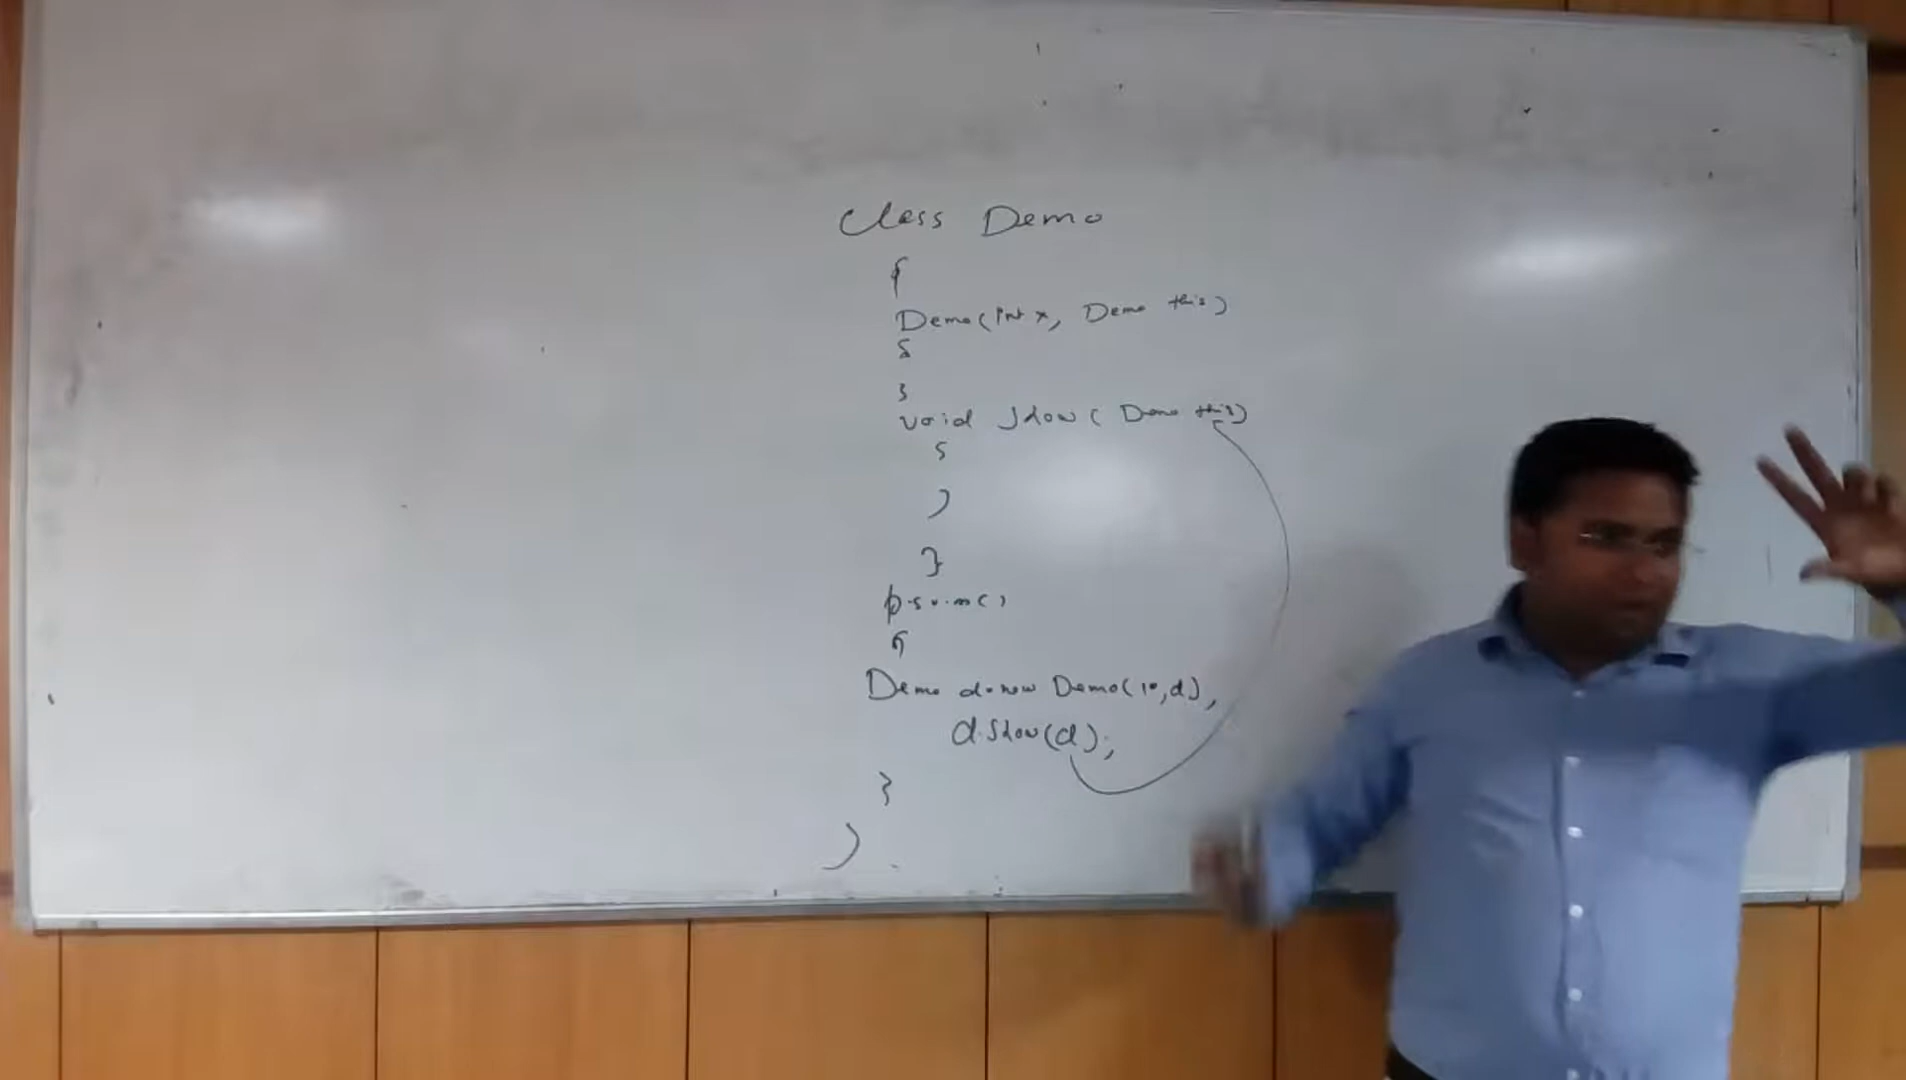 Class Demo
{
Demo(int x, Demo this)
{
}
void show( Demo this)
{
}
}
p.s.v.m()
{
Demo d=new Demo(10,d);
d.show(d);
}
}